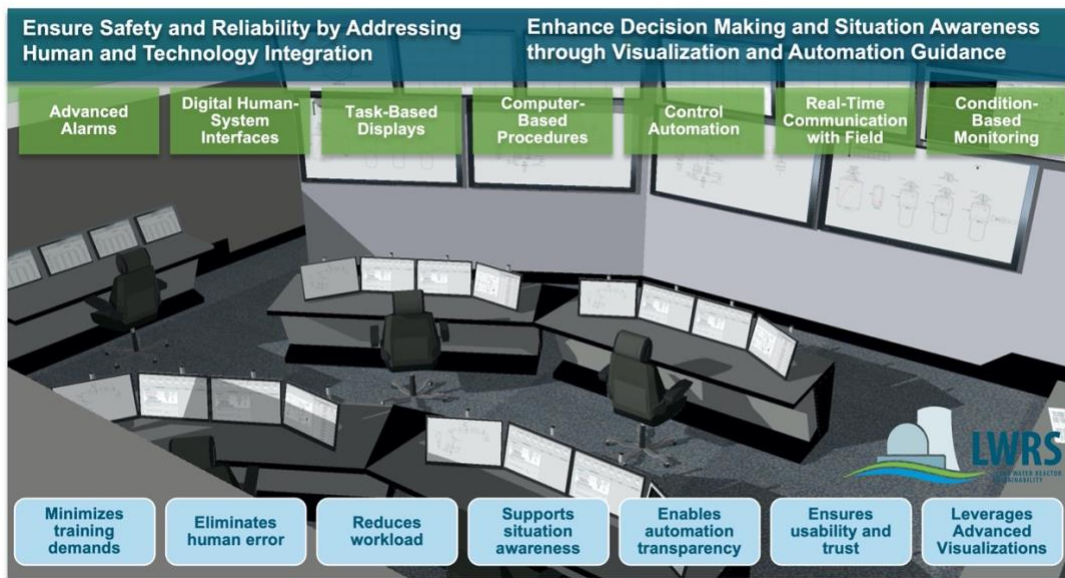 Ensure Safety and Reliability by Addressing
Human and Technology Integration
Enhance Decision Making and Situation Awareness
through Visualization and Automation Guidance
Advanced
Alarms
Digital Human-
System
Interfaces
Task-Based
Displays
Computer-
Based
Procedures
Control
Automation
Real-Time
Communication
with Field
Condition-
Based
Monitoring
LWRS
WATER REACTOR
Minimizes
training
demands
Eliminates
human error
Reduces
workload
Supports
situation
awareness
Enables
automation
transparency
Ensures
usability and
trust
Leverages
Advanced
Visualizations